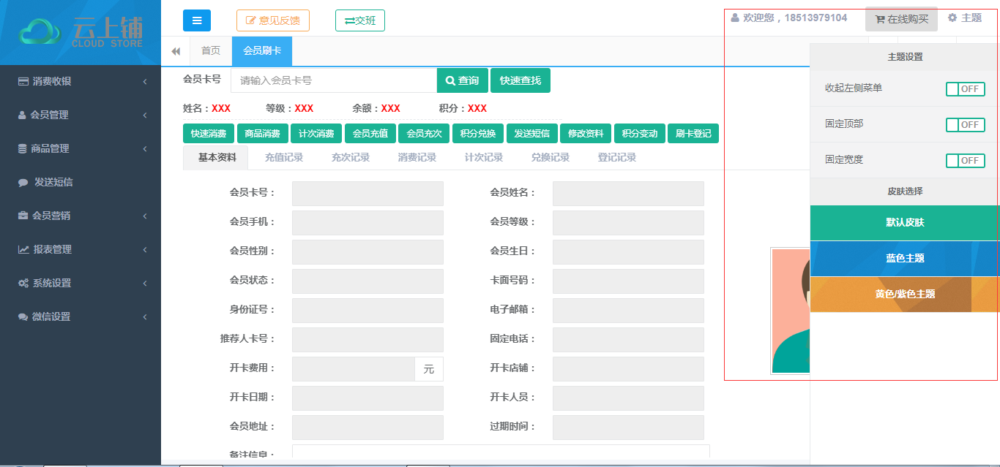 云上铺
CLOUD STORE
意见反馈
交班
欢迎您，18513979104
在线购买
主题
首页
会员刷卡
消费收银
会员管理
商品管理
发送短信
会员营销
报表管理
系统设置
微信设置
会员卡号
请输入会员卡号
查询
快速查找
姓名：XXX 等级：XXX 余额：XXX 积分：XXX
快速消费 商品消费 计次消费 会员充值 会员充次 积分兑换 发送短信 修改资料 积分变动 刷卡登记
基本资料 充值记录 充次记录 消费记录 计次记录 兑换记录 登记记录
会员卡号： 会员姓名：
会员手机： 会员等级：
会员性别： 会员生日：
会员状态： 卡面号码：
身份证号： 电子邮箱：
推荐人卡号： 固定电话：
开卡费用： 元 开卡店铺：
开卡日期： 开卡人员：
会员地址： 过期时间：
备注信息：
主题设置
收起左侧菜单 OFF
固定顶部 OFF
固定宽度 OFF
皮肤选择
默认皮肤
蓝色主题
黄色/紫色主题